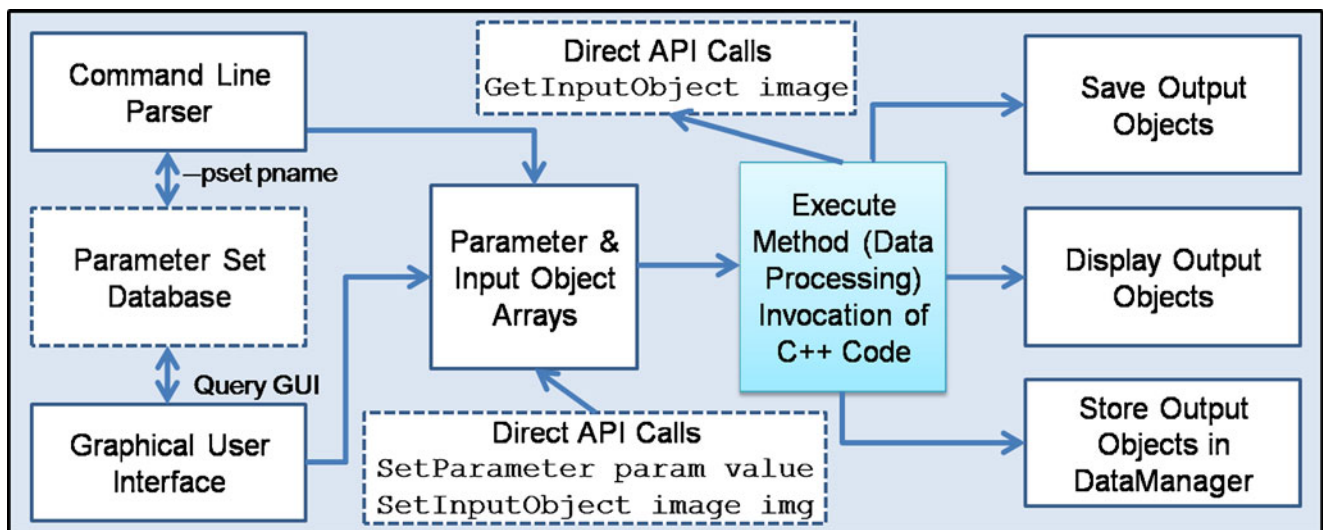 Command Line
Parser
–pset pname
Parameter Set
Database
Query GUI
Graphical User
Interface
Parameter &
Input Object
Arrays
Direct API Calls
GetInputObject image
Direct API Calls
SetParameter param value
SetInputObject image img
Execute
Method (Data
Processing)
Invocation of
C++ Code
Save Output
Objects
Display Output
Objects
Store Output
Objects in
DataManager